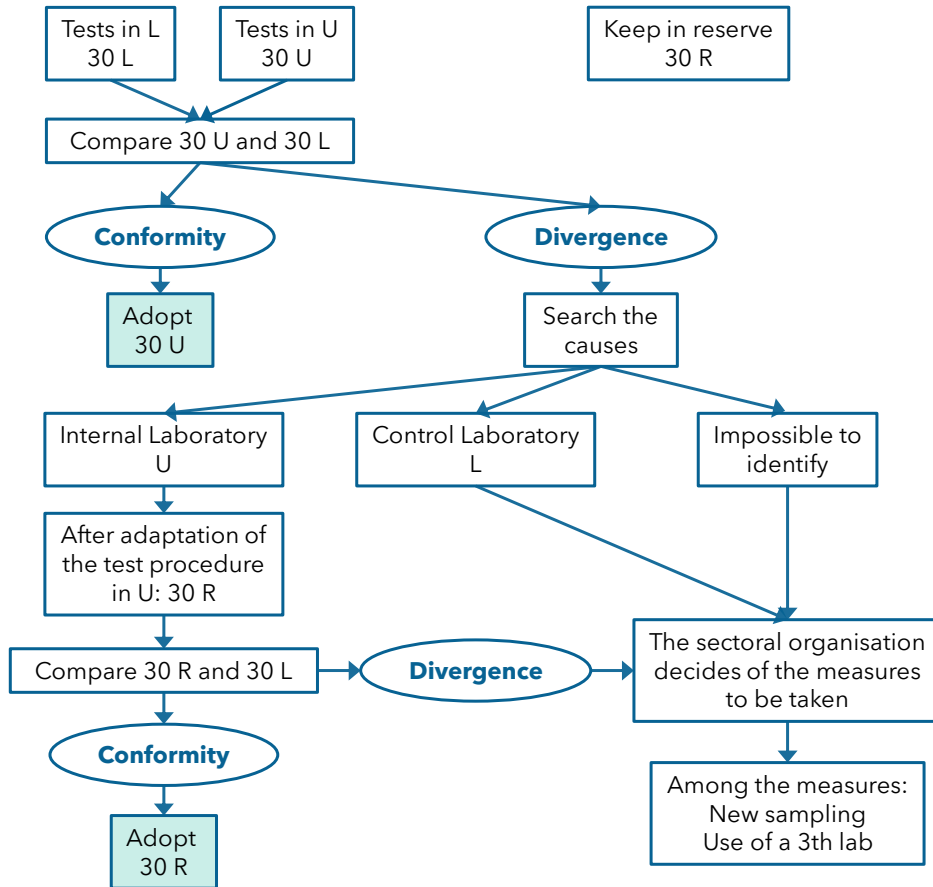 Tests in L
30 L
Tests in U
30 U
Keep in reserve
30 R
Compare 30 U and 30 L
Conformity
Divergence
Adopt
30 U
Search the
causes
Internal Laboratory
U
Control Laboratory
L
Impossible to
identify
After adaptation of
the test procedure
in U: 30 R
Compare 30 R and 30 L
Divergence
The sectoral organisation
decides of the measures
to be taken
Conformity
Among the measures:
New sampling
Use of a 3th lab
Adopt
30 R